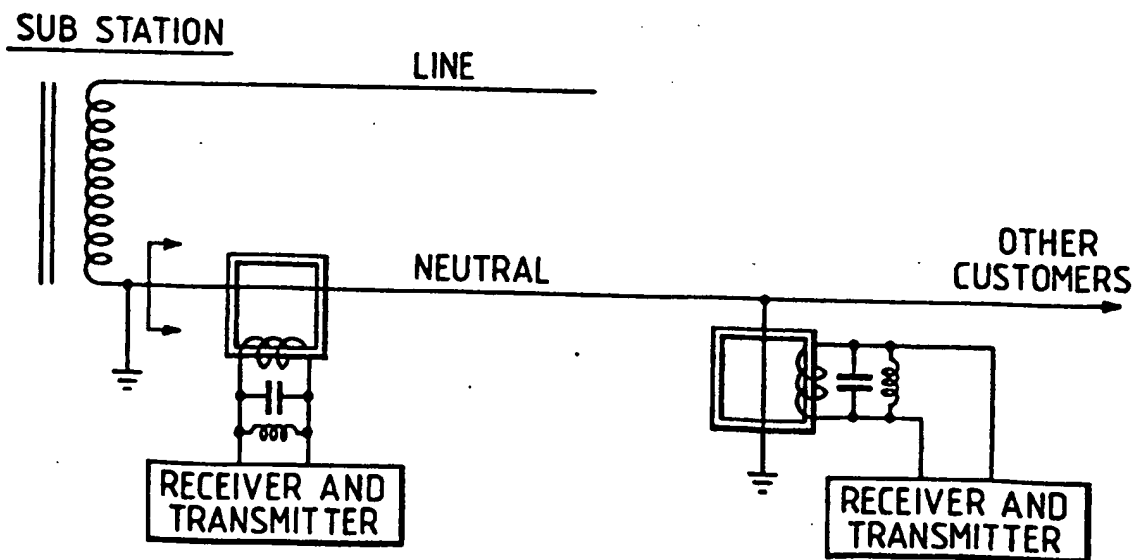 SUB STATION
LINE
NEUTRAL
OTHER
CUSTOMERS
RECEIVER AND
TRANSMITTER
RECEIVER AND
TRANSMITTER